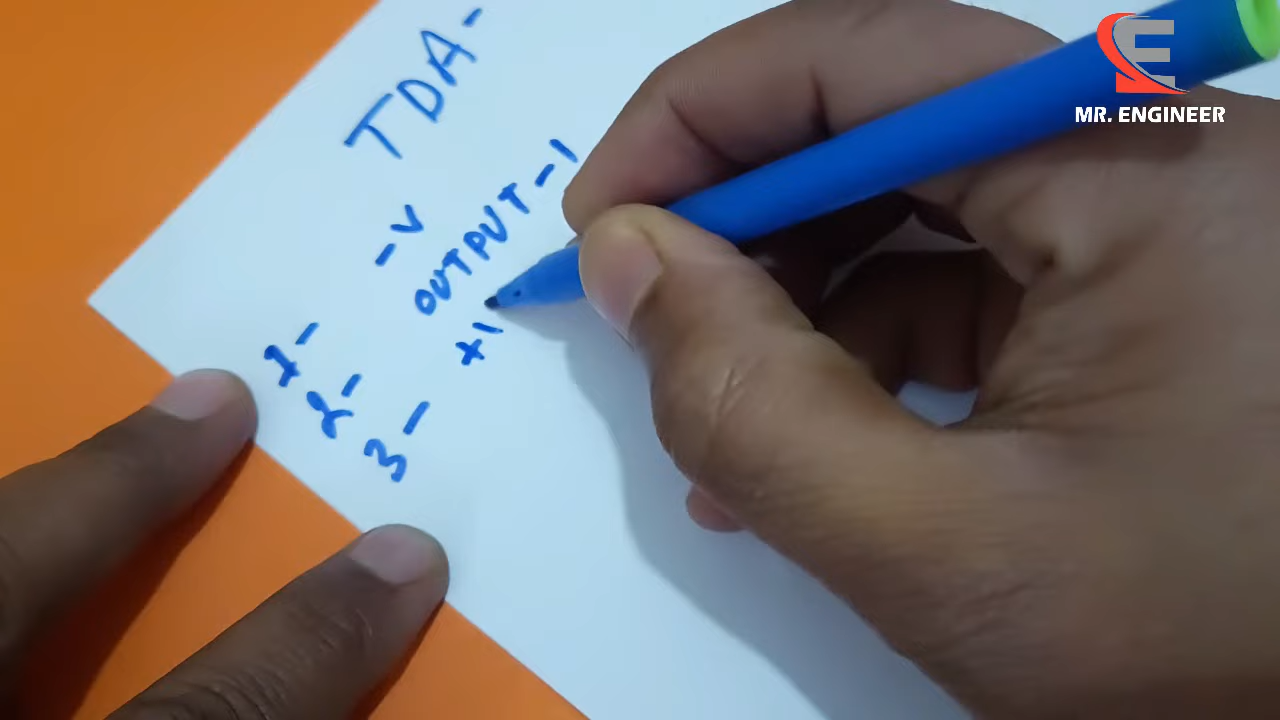 TDA-
1- -V
2- OUTPUT-1
3- +V
MR. ENGINEER